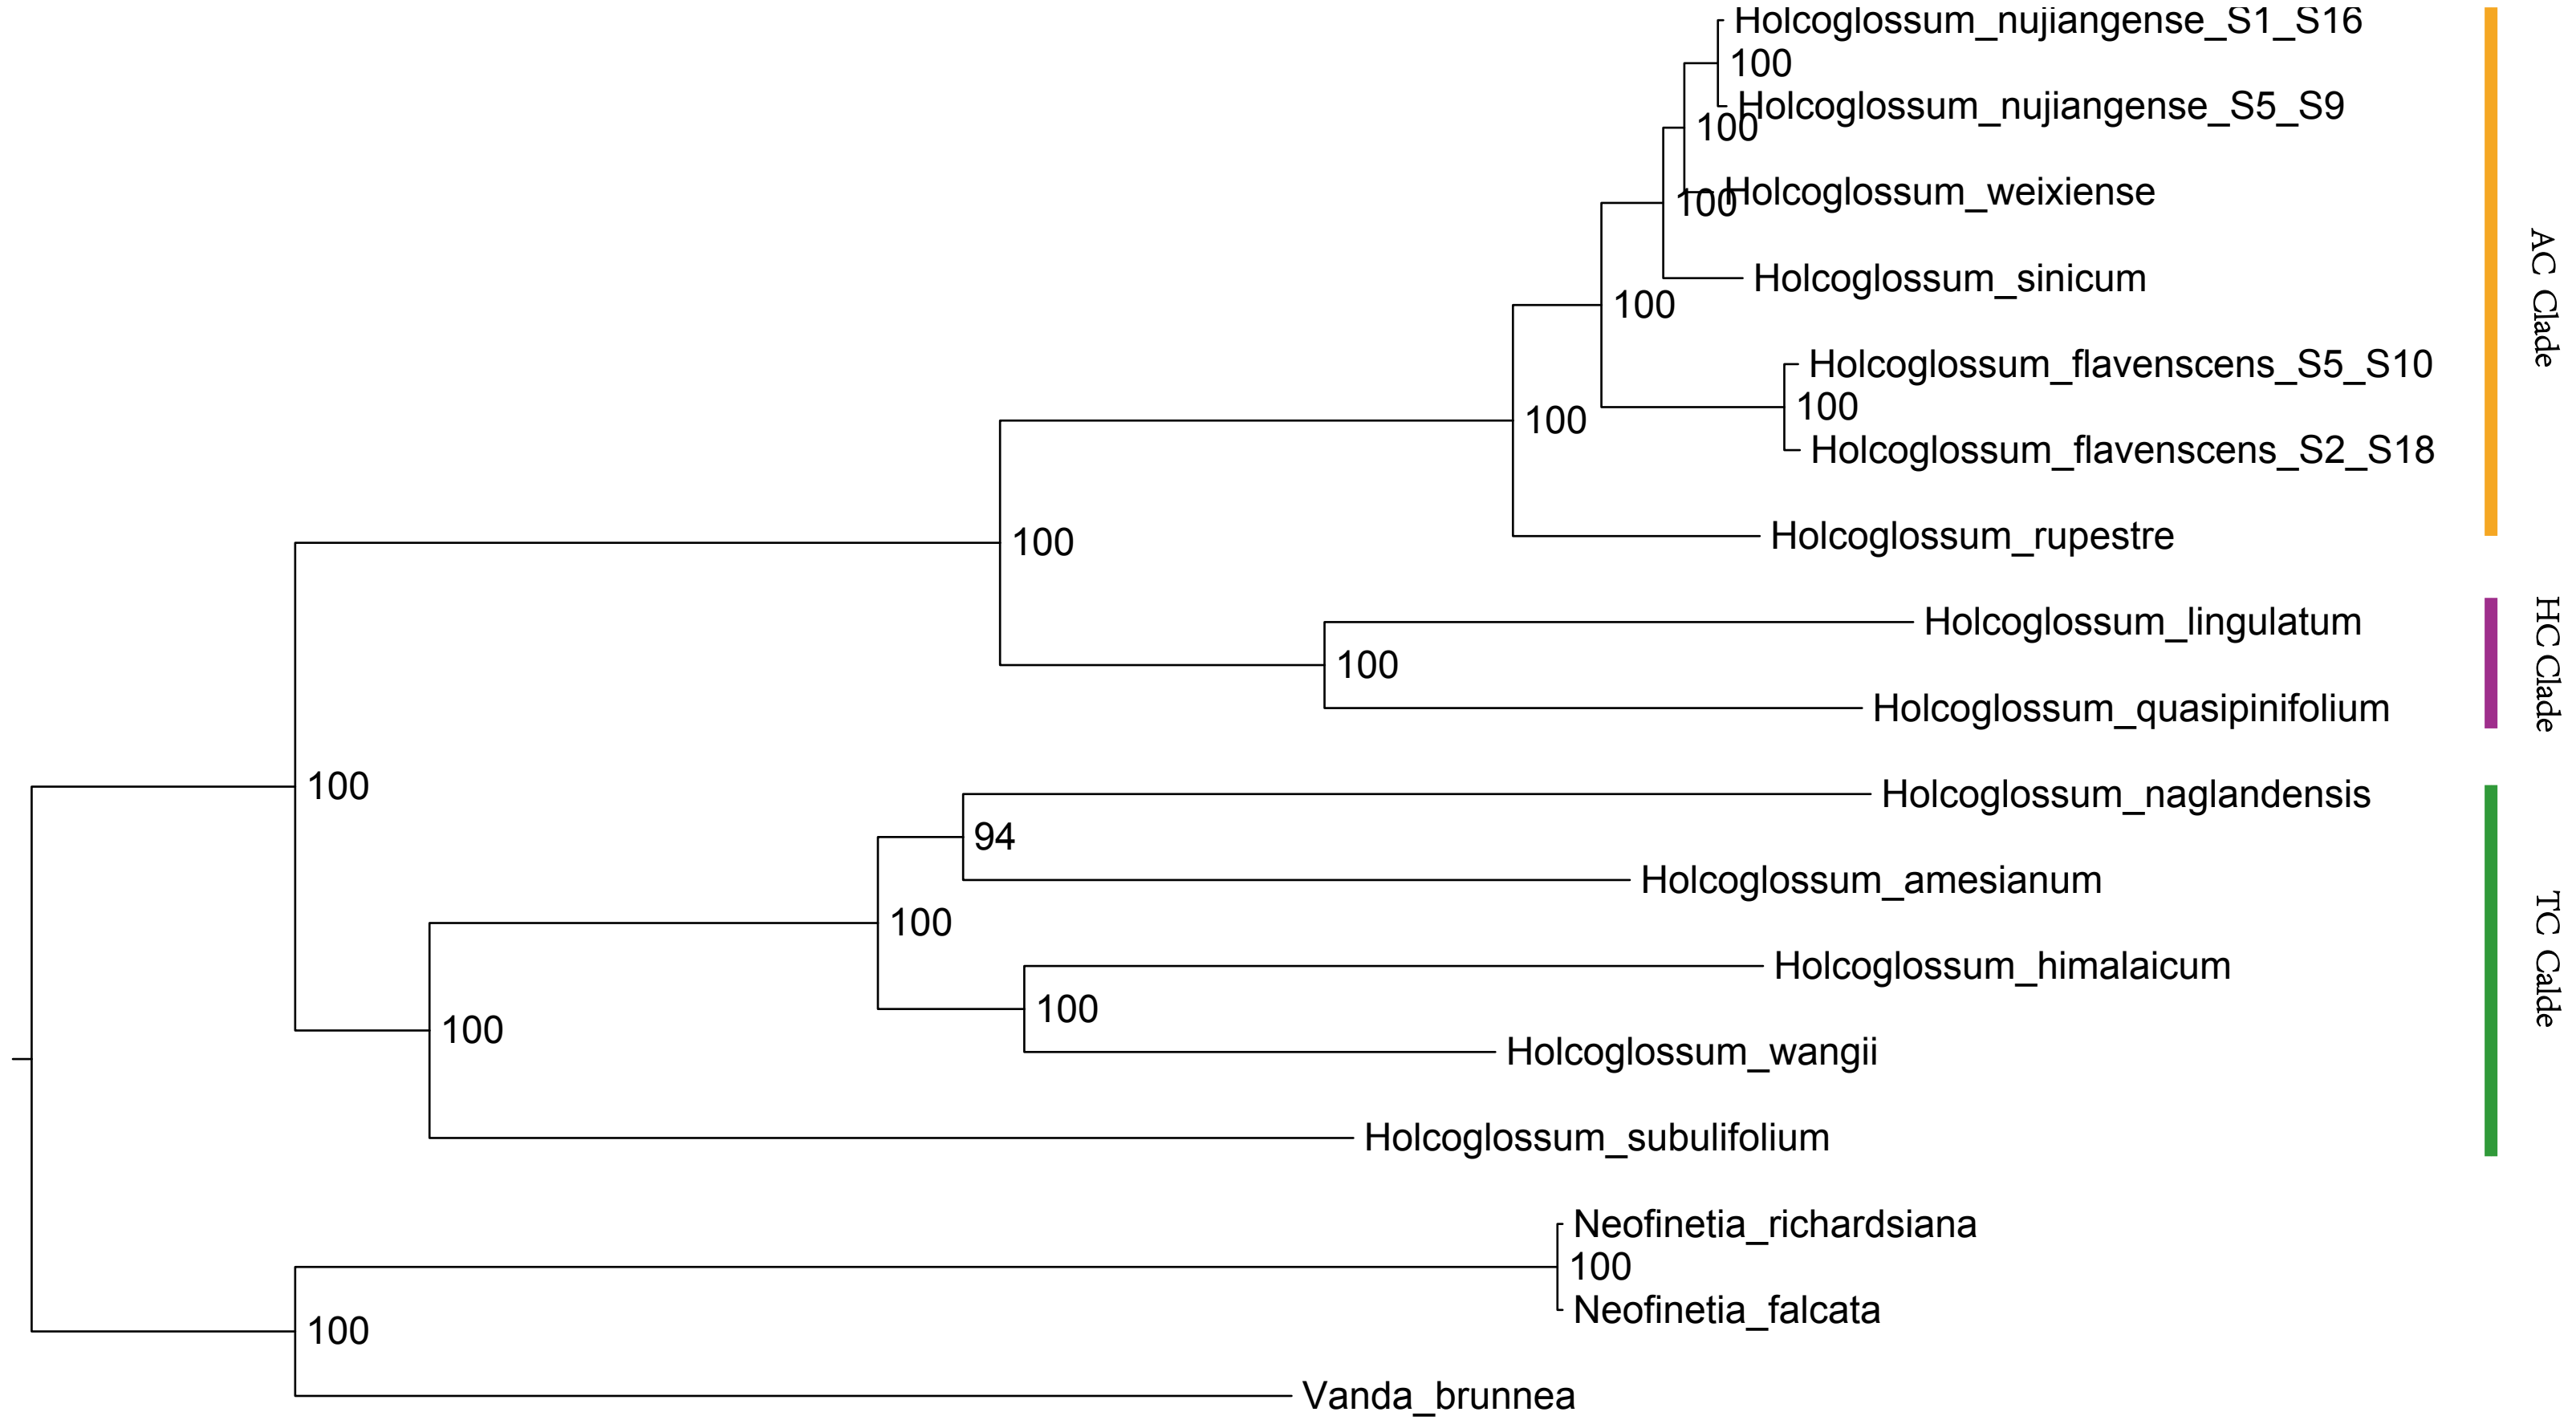 Holcoglossum_nujiangense_S1_S16
100
Holcoglossum_nujiangense_S5_S9
100
Holcoglossum_weixiense
100
Holcoglossum_sinicum
100
Holcoglossum_flavenscens_S5_S10
100
Holcoglossum_flavenscens_S2_S18
100
Holcoglossum_rupestre
AC Clade
100
Holcoglossum_lingulatum
100
Holcoglossum_quasipinifolium
HC Clade
100
Holcoglossum_naglandensis
94
Holcoglossum_amesianum
100
Holcoglossum_himalaicum
100
Holcoglossum_wangii
100
Holcoglossum_subulifolium
TC Calde
Neofinetia_richardsiana
100
Neofinetia_falcata
100
Vanda_brunnea